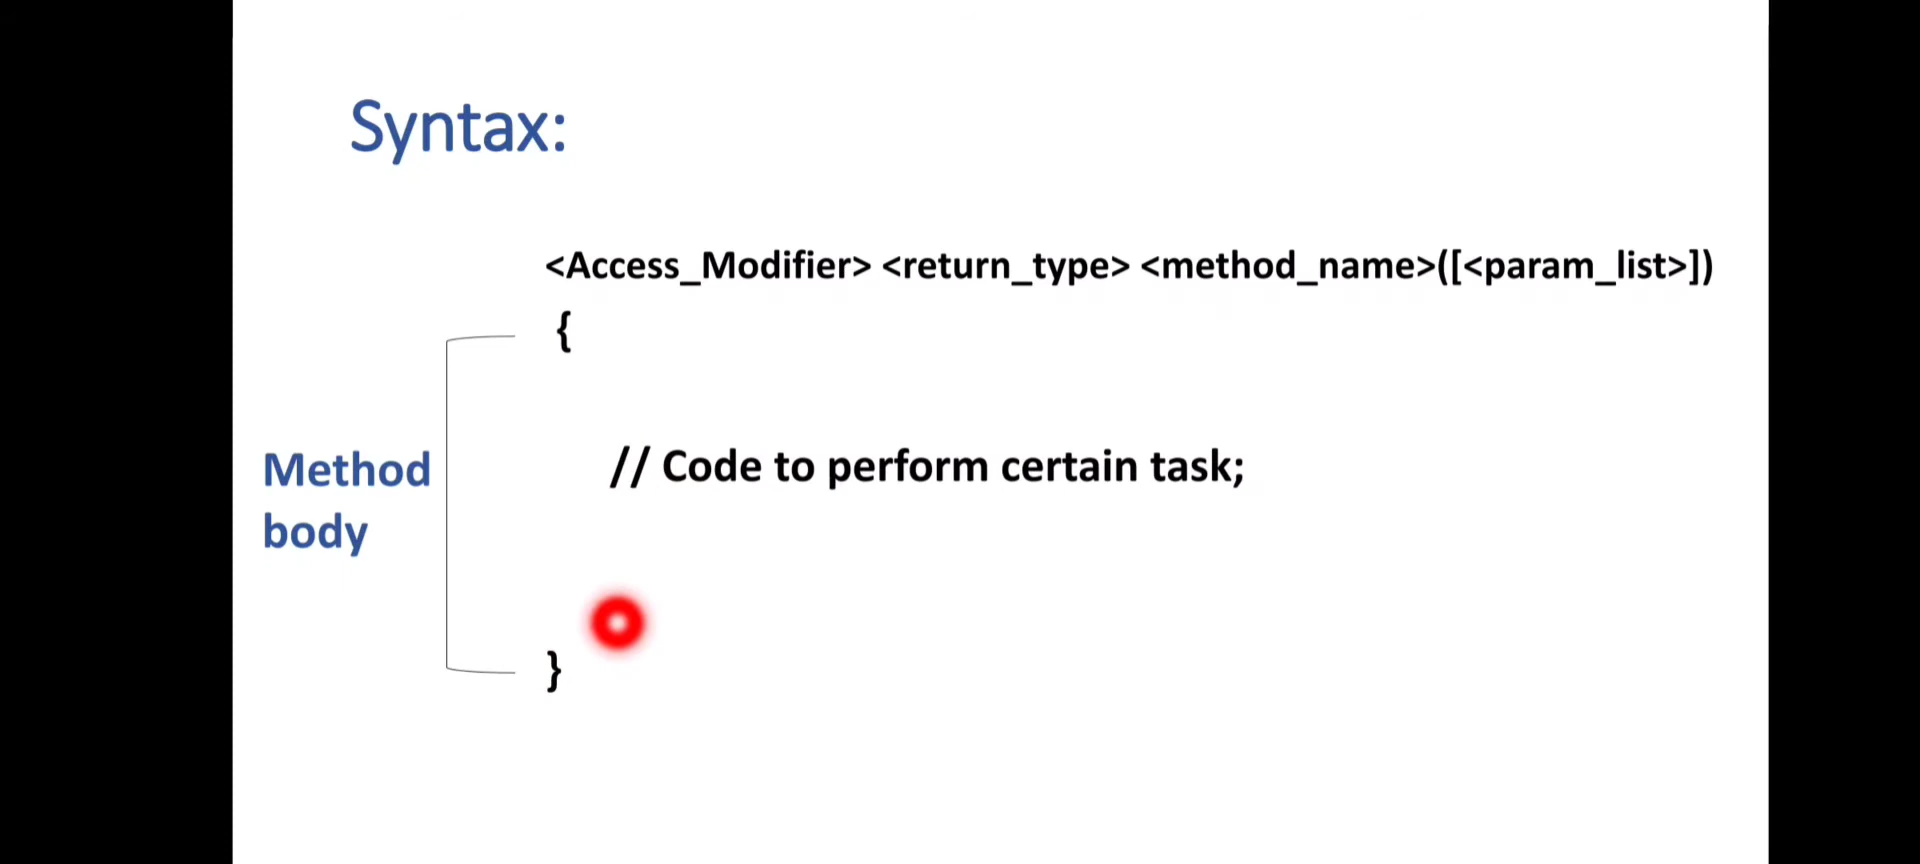 Syntax:
<Access_Modifier> <return_type> <method_name>([<param_list>])
{
Method
body
// Code to perform certain task;
}